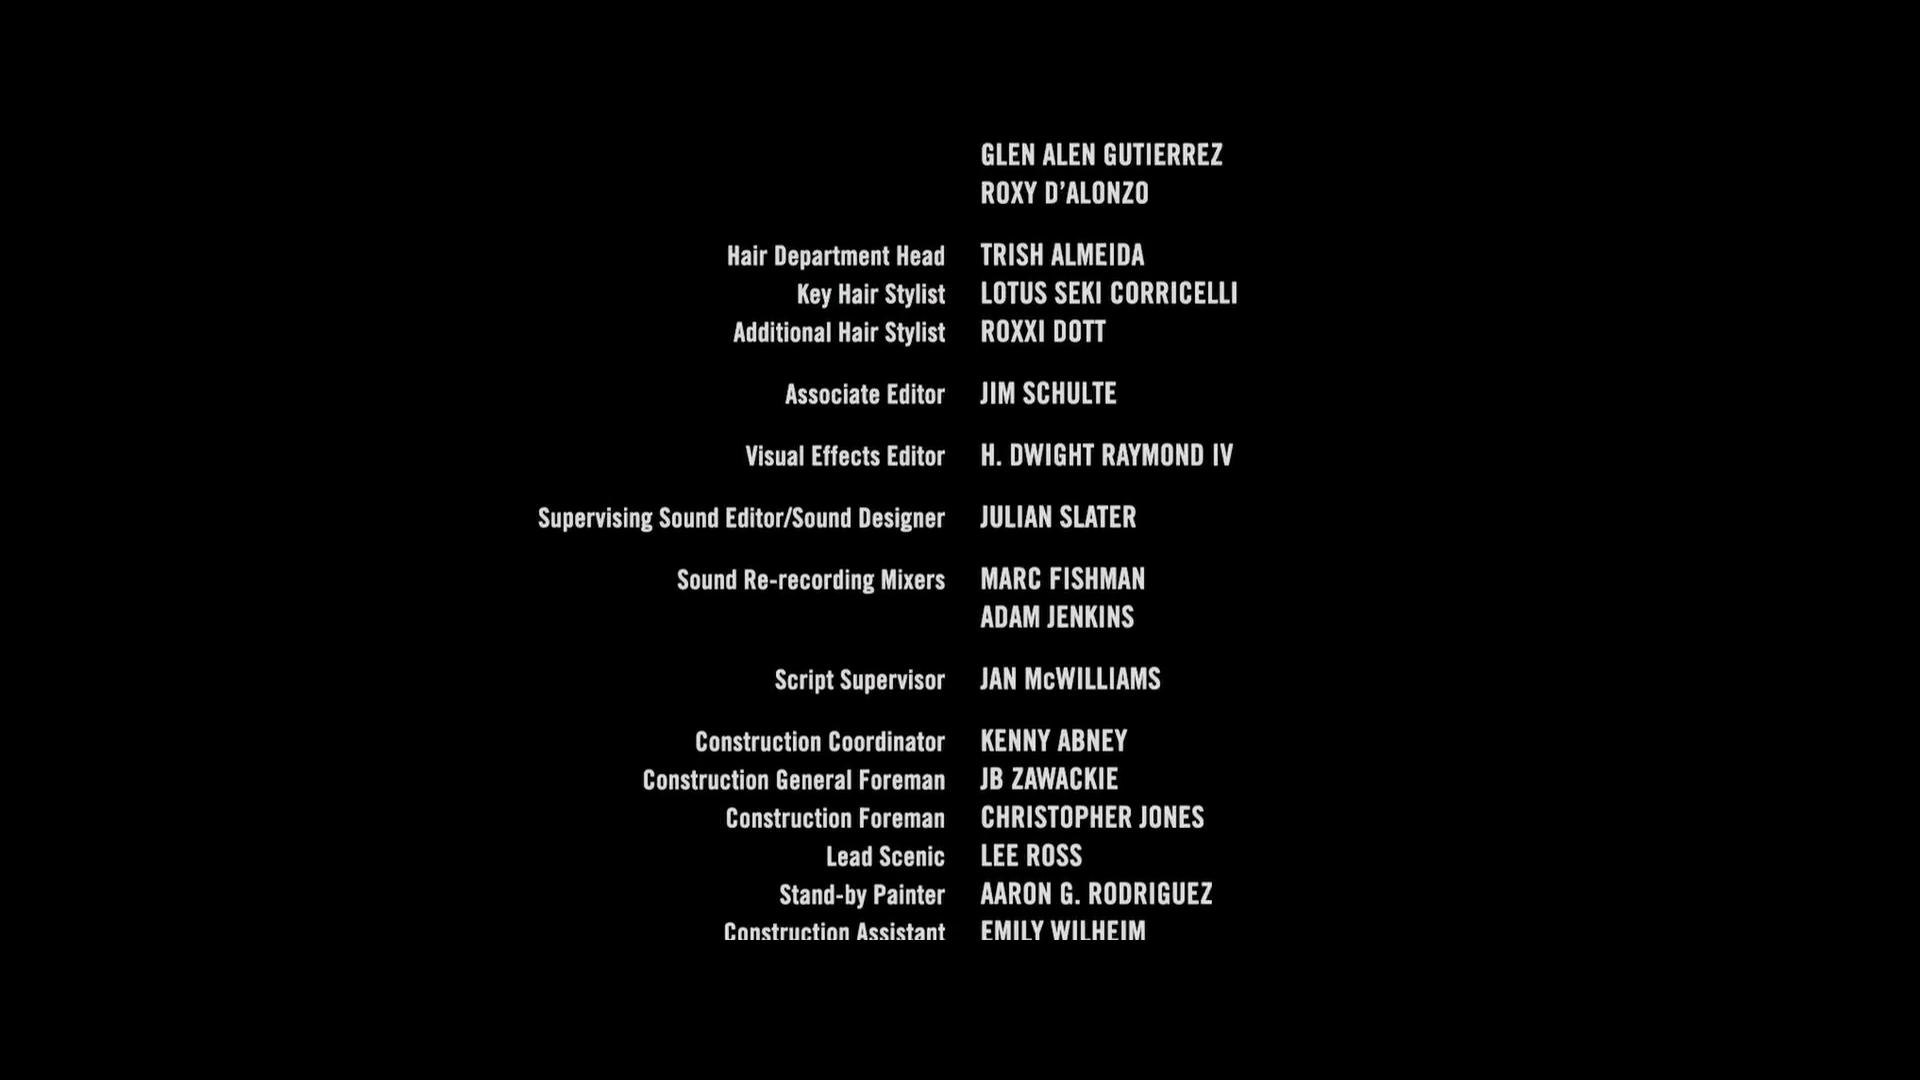 GLEN ALEN GUTIERREZ
ROXY D'ALONZO
Hair Department Head TRISH ALMEIDA
Key Hair Stylist LOTUS SEKI CORRICELLI
Additional Hair Stylist ROXXI DOTT
Associate Editor JIM SCHULTE
Visual Effects Editor H. DWIGHT RAYMOND IV
Supervising Sound Editor/Sound Designer JULIAN SLATER
Sound Re-recording Mixers MARC FISHMAN
ADAM JENKINS
Script Supervisor JAN McWILLIAMS
Construction Coordinator KENNY ABNEY
Construction General Foreman JB ZAWACKIE
Construction Foreman CHRISTOPHER JONES
Lead Scenic LEE ROSS
Stand-by Painter AARON G. RODRIGUEZ
Construction Assistant EMILY WILHEIM